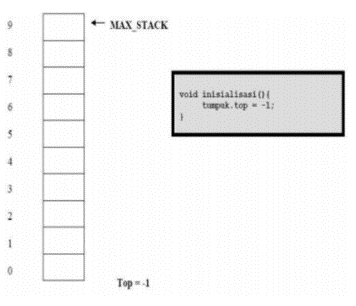 9
MAX_STACK
8
7
6
5
4
3
2
1
0
void inisialisasi(){
tumpuk.top = -1;
}
Top = -1